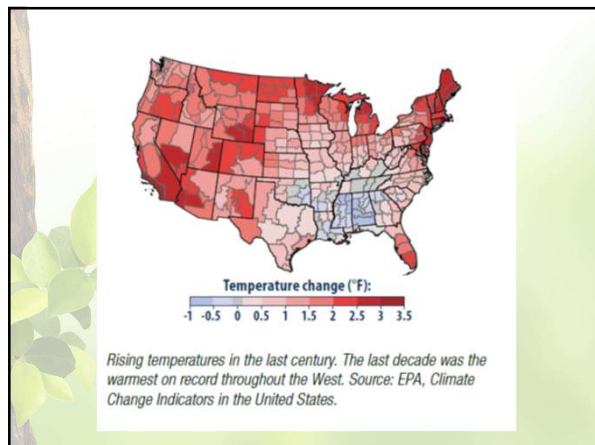 Temperature change (°F):
-1 -0.5 0 0.5 1 1.5 2 2.5 3 3.5
Rising temperatures in the last century. The last decade was the
warmest on record throughout the West. Source: EPA, Climate
Change Indicators in the United States.